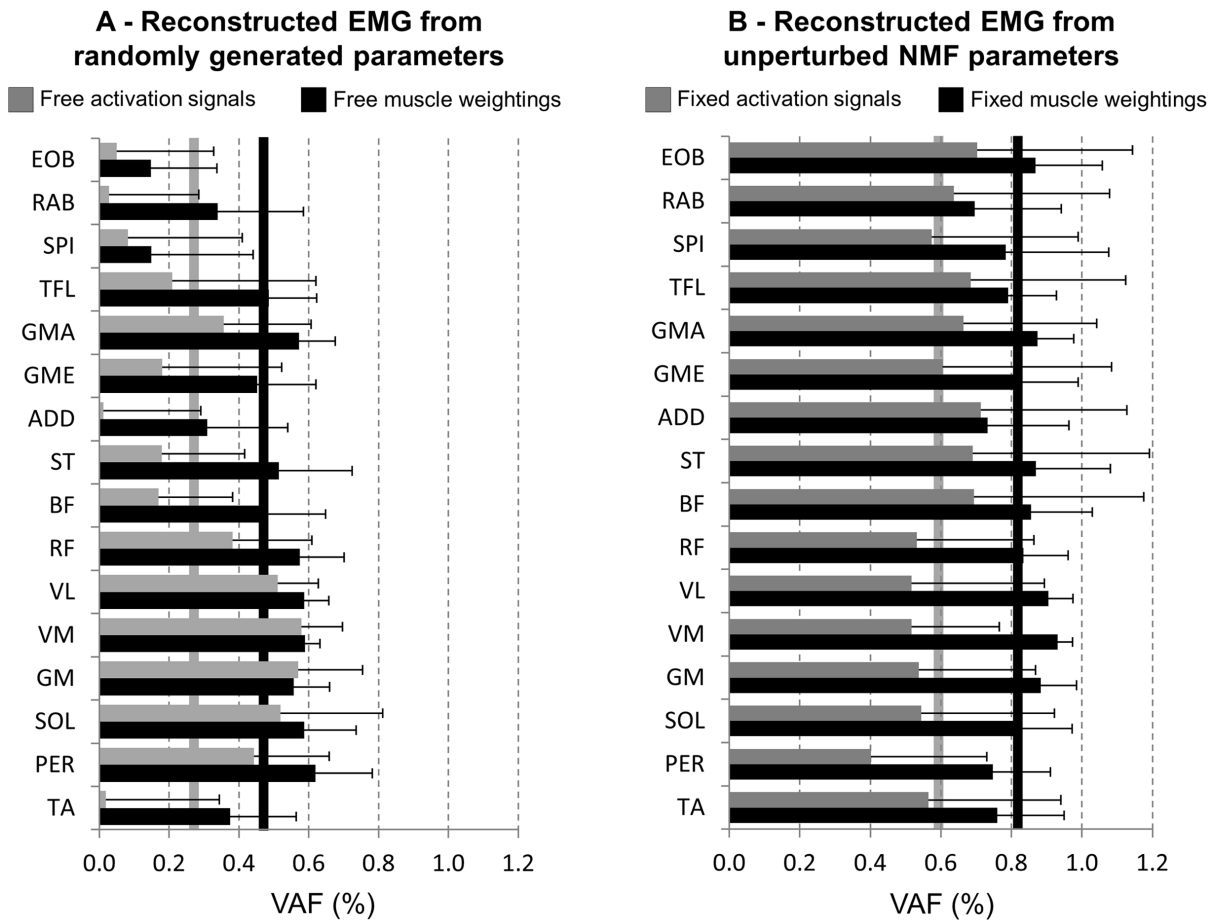 A - Reconstructed EMG from
randomly generated parameters
Free activation signals Free muscle weightings
EOB
RAB
SPI
TFL
GMA
GME
ADD
ST
BF
RF
VL
VM
GM
SOL
PER
TA
0.0 0.2 0.4 0.6 0.8 1.0 1.2
VAF (%)
B - Reconstructed EMG from
unperturbed NMF parameters
Fixed activation signals Fixed muscle weightings
EOB
RAB
SPI
TFL
GMA
GME
ADD
ST
BF
RF
VL
VM
GM
SOL
PER
TA
0.0 0.2 0.4 0.6 0.8 1.0 1.2
VAF (%)